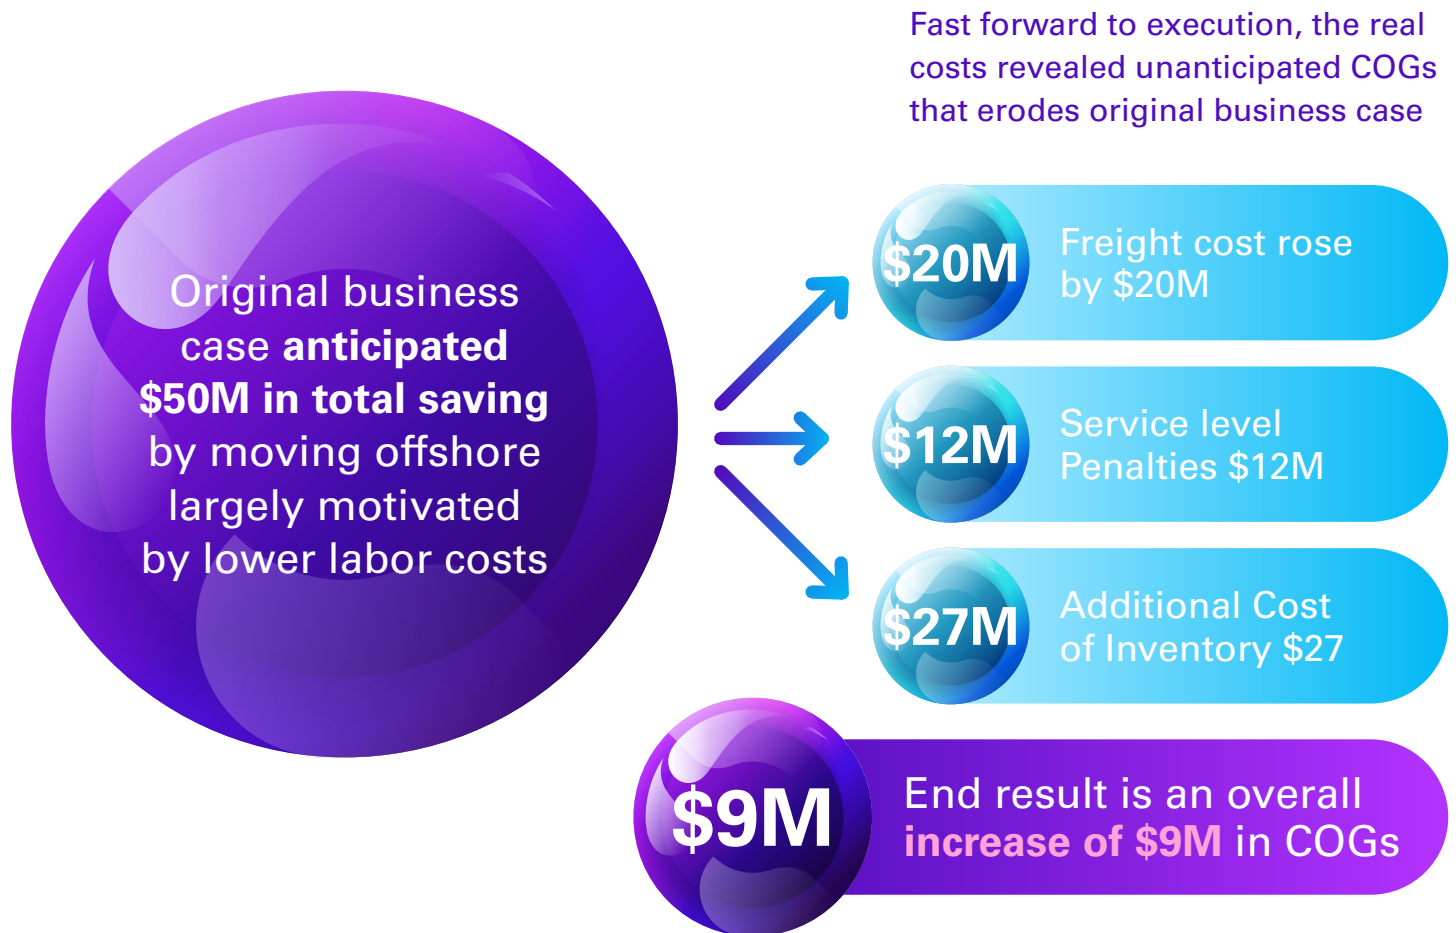 Fast forward to execution, the real
costs revealed unanticipated COGs
that erodes original business case
Original business
case anticipated
$50M in total saving
by moving offshore
largely motivated
by lower labor costs
$20M
Freight cost rose
by $20M
$12M
Service level
Penalties $12M
$27M
Additional Cost
of Inventory $27
$9M
End result is an overall
increase of $9M in COGs